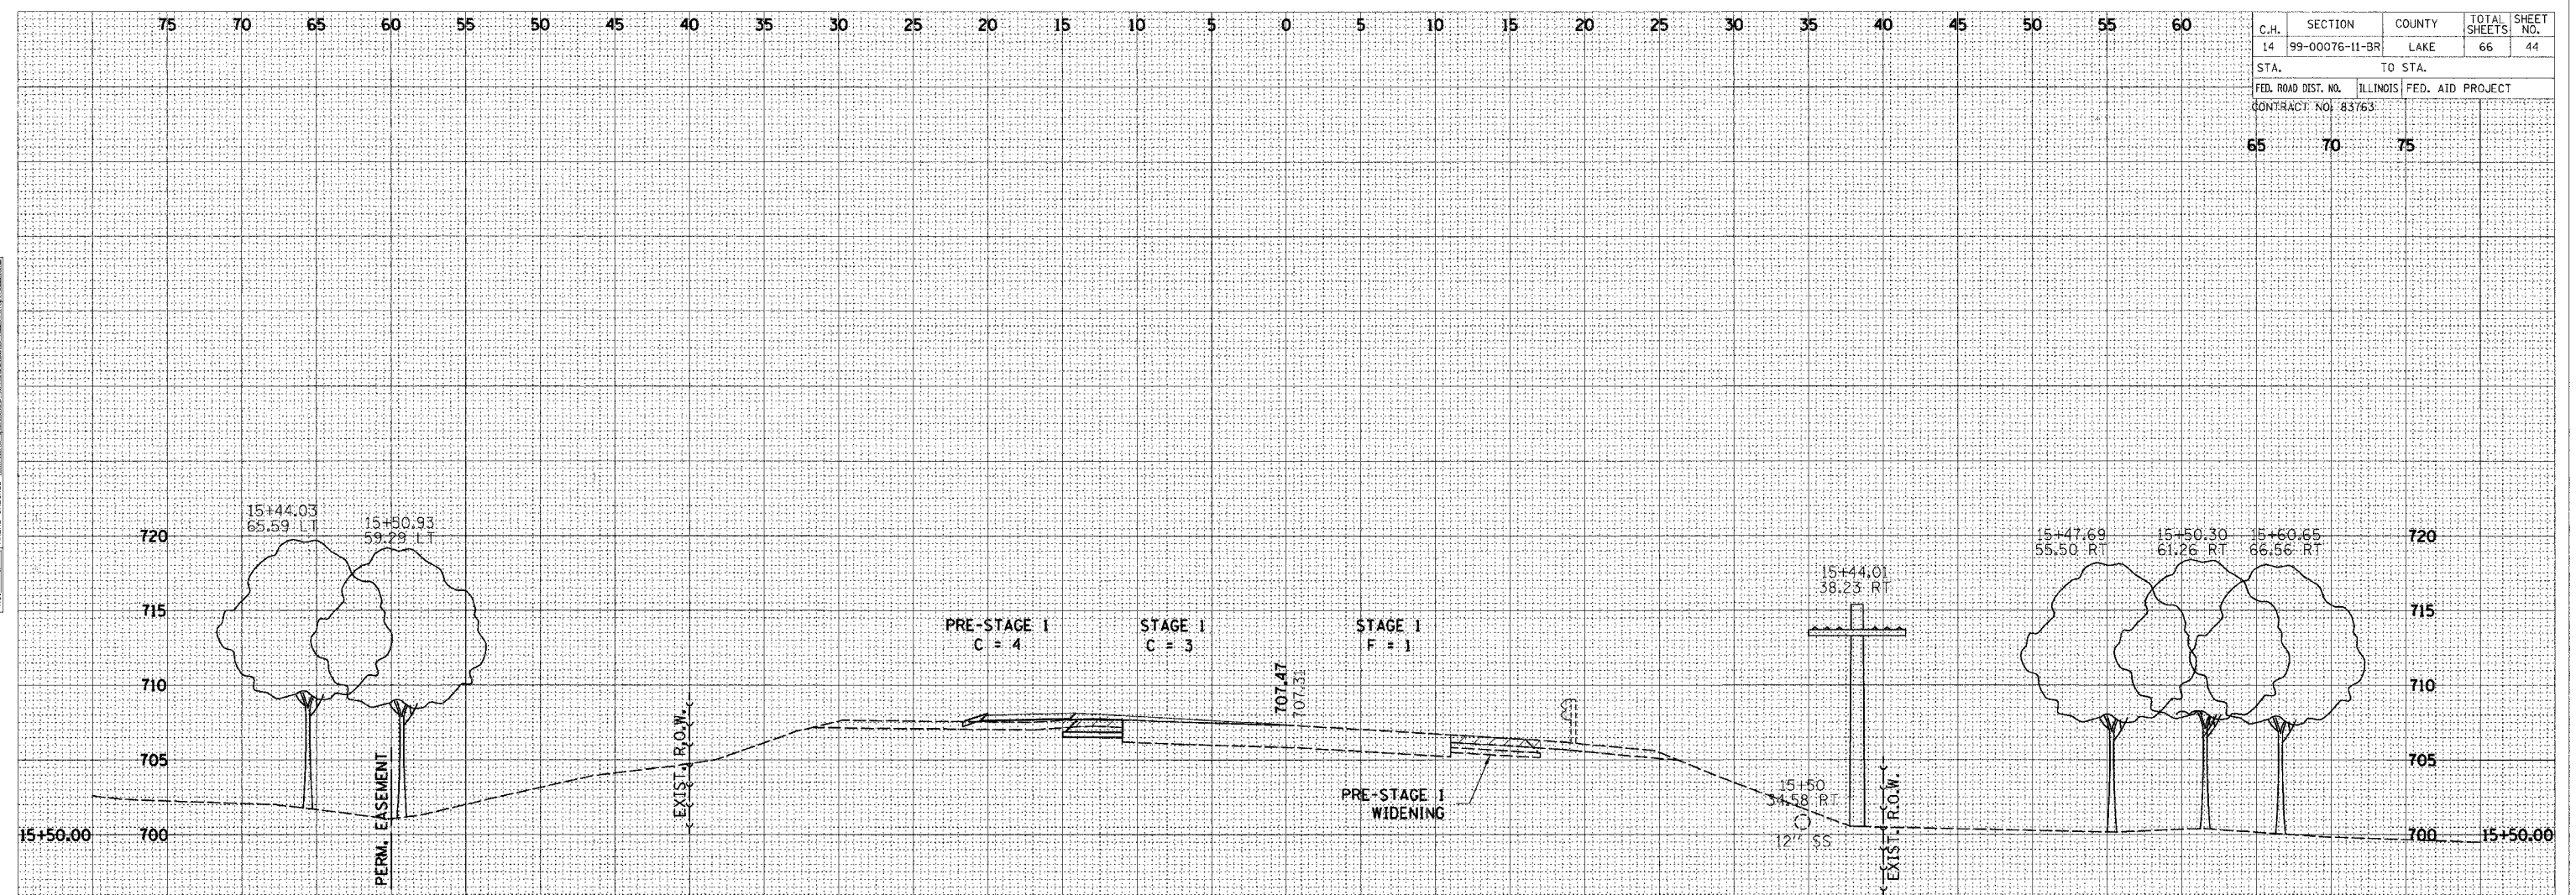 75 70 65 60 55 50 45 40 35 30 25 20 15 10 5 0 5 10 15 20 25 30 35 40 45 50 55 60
C.H. SECTION COUNTY TOTAL SHEETS SHEET NO.
14 99-00076-11-BR LAKE 66 44
STA. TO STA.
FED. ROAD DIST. NO. ILLINOIS FED. AID PROJECT
CONTRACT NO: 83763
65 70 75
15+44.03
65.59 LT
15+50.93
59.29 LT
15+47.69
55.50 RT
15+50.30
61.26 RT
15+60.65
66.56 RT
720 720
15+44.01
38.23 RT
715 715
PRE-STAGE 1
C = 4
STAGE 1
C = 3
STAGE 1
F = 1
710 710
707.47
707.31
EXIST. R.O.W.
705 705
PERM. EASEMENT
PRE-STAGE 1
WIDENING
15+50
34.58 RT
12" SS
EXIST. R.O.W.
15+50.00 700 700 15+50.00